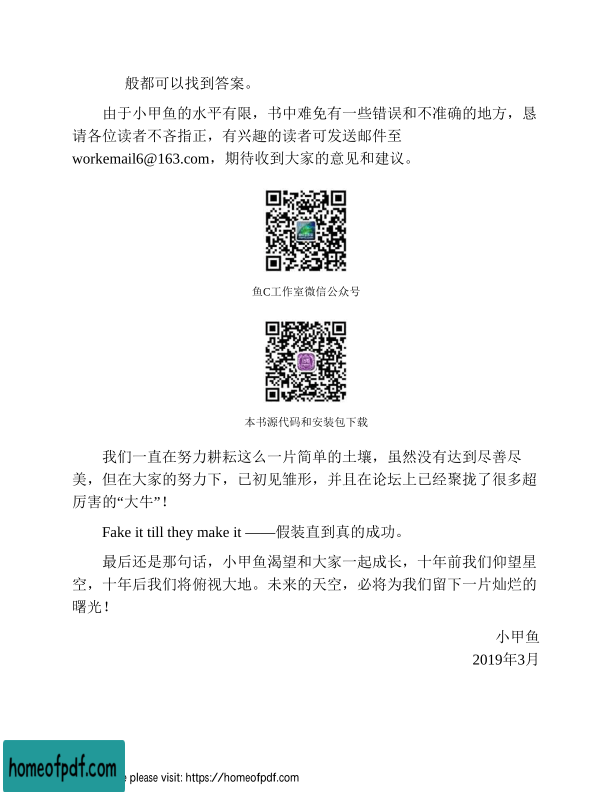 般都可以找到答案。
由于小甲鱼的水平有限，书中难免有一些错误和不准确的地方，恳
请各位读者不吝指正，有兴趣的读者可发送邮件至
workemail6@163.com，期待收到大家的意见和建议。
鱼C工作室微信公众号
本书源代码和安装包下载
我们一直在努力耕耘这么一片简单的土壤，虽然没有达到尽善尽
美，但在大家的努力下，已初见雏形，并且在论坛上已经聚拢了很多超
厉害的“大牛”！
Fake it till they make it ——假装直到真的成功。
最后还是那句话，小甲鱼渴望和大家一起成长，十年前我们仰望星
空，十年后我们将俯视大地。未来的天空，必将为我们留下一片灿烂的
曙光！
小甲鱼
2019年3月
homeofpdf.com
please visit: https://homeofpdf.com